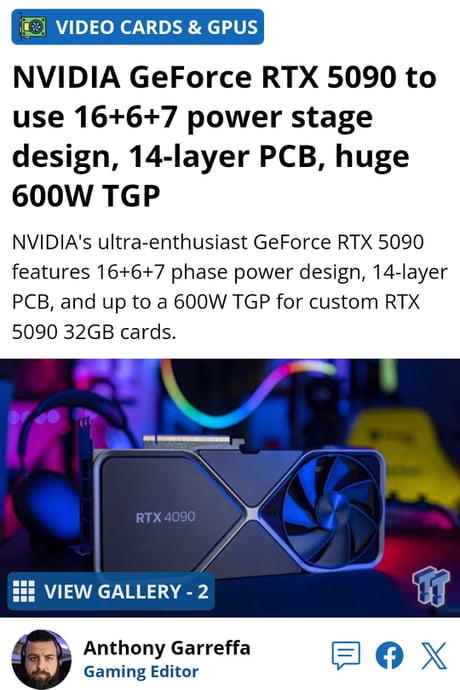 VIDEO CARDS & GPUS
NVIDIA GeForce RTX 5090 to
use 16+6+7 power stage
design, 14-layer PCB, huge
600W TGP
NVIDIA's ultra-enthusiast GeForce RTX 5090
features 16+6+7 phase power design, 14-layer
PCB, and up to a 600W TGP for custom RTX
5090 32GB cards.
RTX 4090
VIEW GALLERY - 2
TT
Anthony Garreffa
Gaming Editor